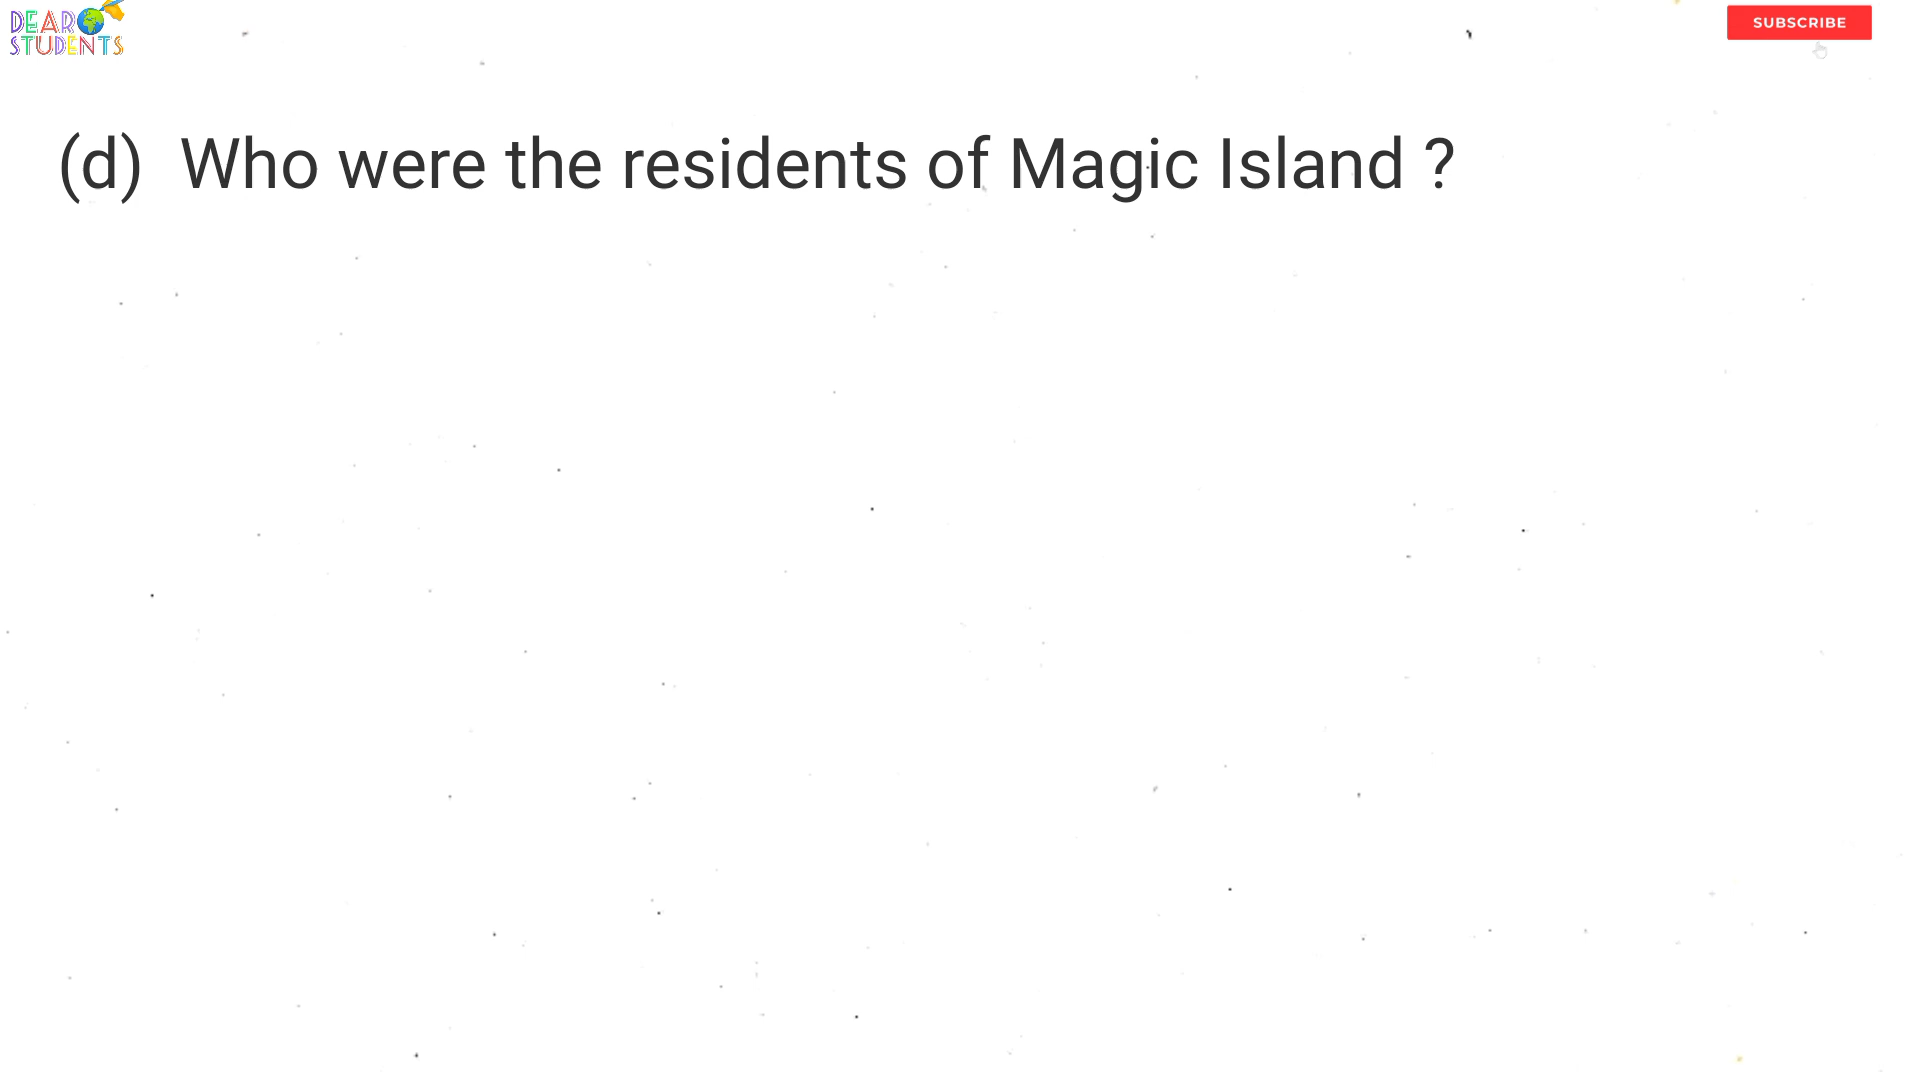 DEAR
STUDENTS
SUBSCRIBE
(d) Who were the residents of Magic Island ?